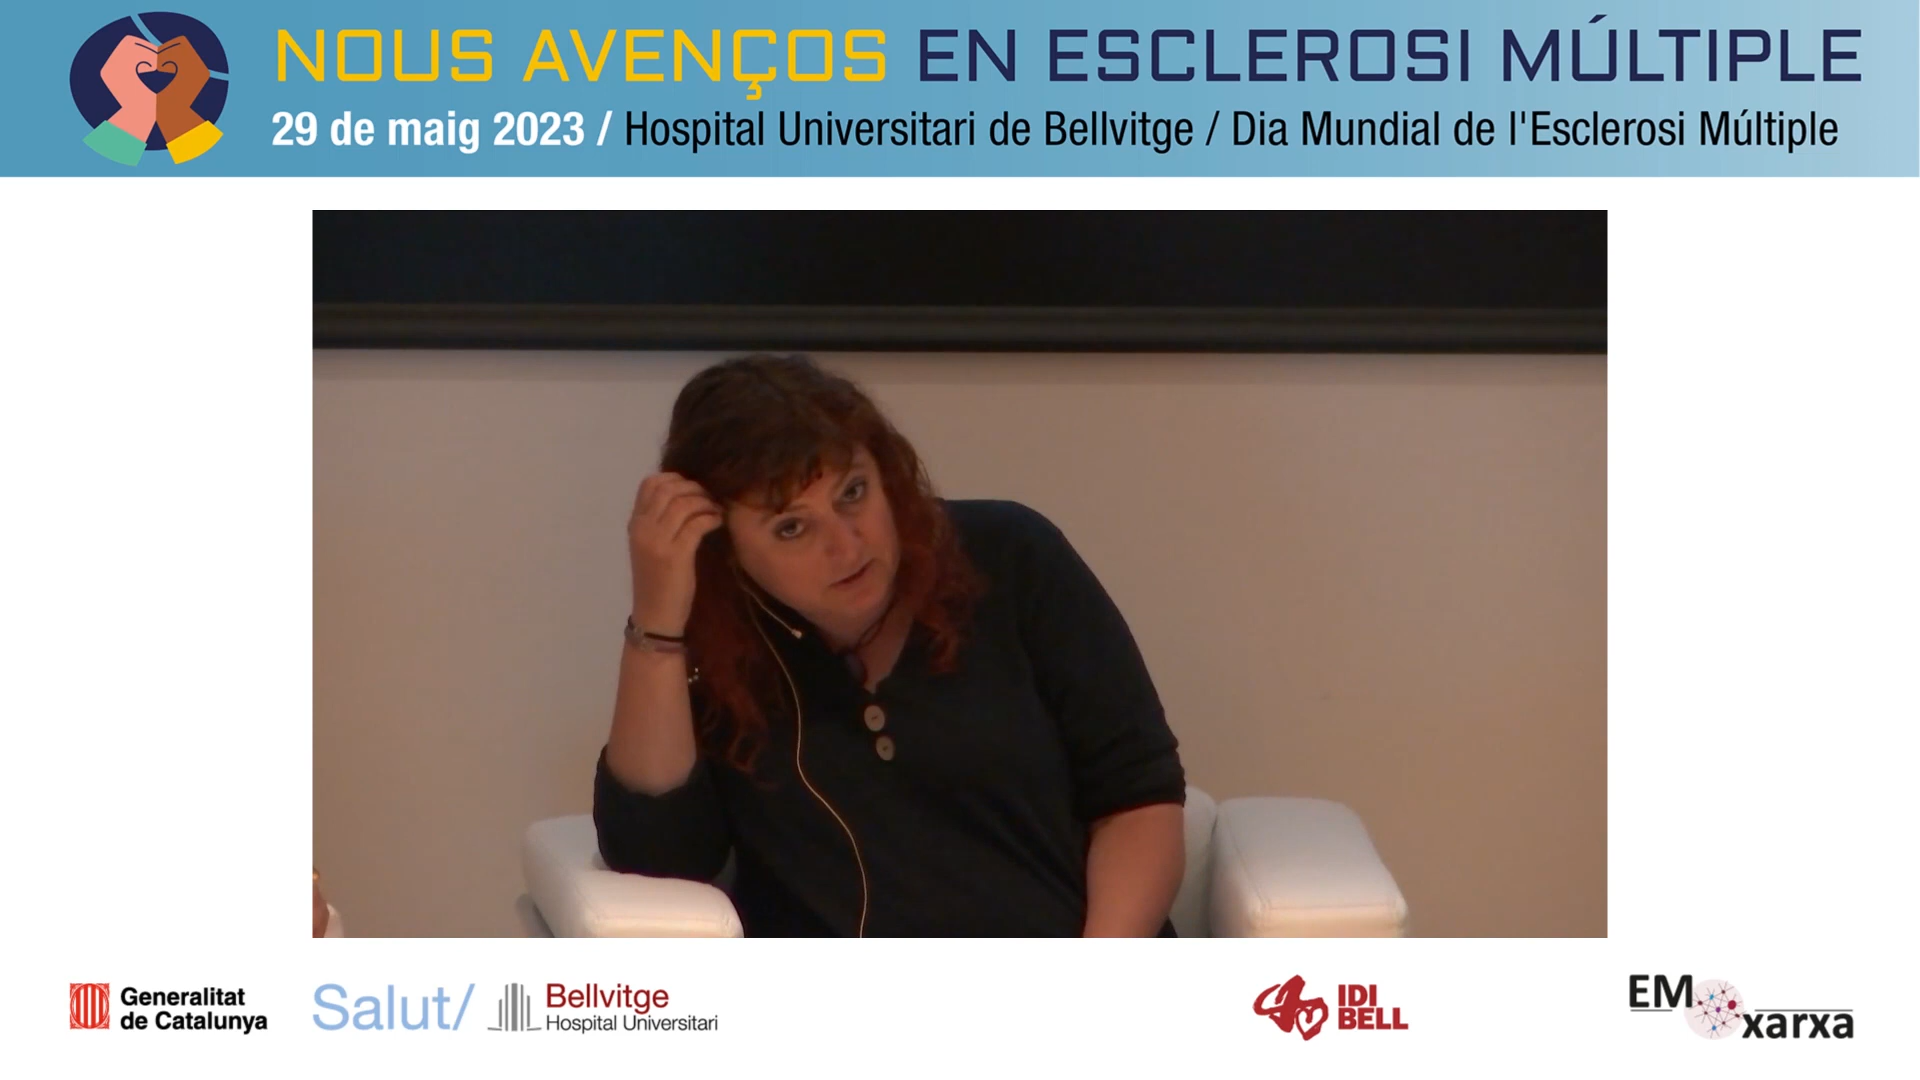 NOUS AVENÇOS EN ESCLEROSI MÚLTIPLE
29 de maig 2023 / Hospital Universitari de Bellvitge / Dia Mundial de l'Esclerosi Múltiple
Generalitat
de Catalunya
Salut/
Bellvitge
Hospital Universitari
IDI
BELL
EM
xarxa